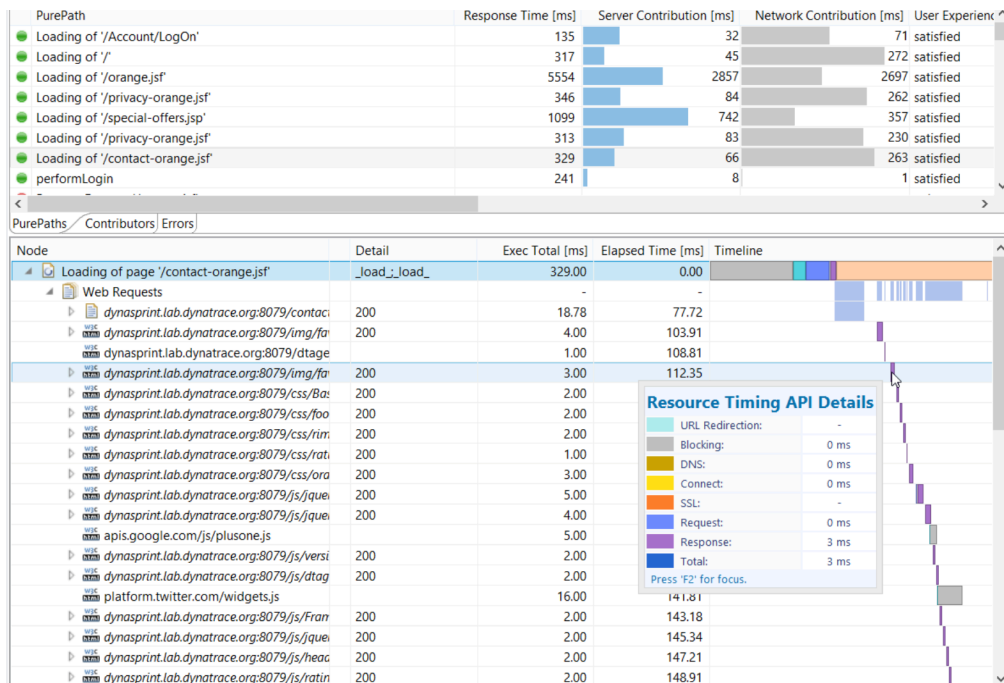 PurePath Response Time [ms] Server Contribution [ms] Network Contribution [ms] User Experienc
Loading of '/Account/LogOn' 135 32 71 satisfied
Loading of '/' 317 45 272 satisfied
Loading of '/orange.jsf' 5554 2857 2697 satisfied
Loading of '/privacy-orange.jsf' 346 84 262 satisfied
Loading of '/special-offers.jsp' 1099 742 357 satisfied
Loading of '/privacy-orange.jsf' 313 83 230 satisfied
Loading of '/contact-orange.jsf' 329 66 263 satisfied
performLogin 241 8 1 satisfied
PurePaths Contributors Errors
Node Detail Exec Total [ms] Elapsed Time [ms] Timeline
Loading of page '/contact-orange.jsf' _load_;_load_ 329.00 0.00
Web Requests - -
dynasprint.lab.dynatrace.org:8079/contac 200 18.78 77.72
dynasprint.lab.dynatrace.org:8079/img/fa 200 4.00 103.91
dynasprint.lab.dynatrace.org:8079/dtage 1.00 108.81
dynasprint.lab.dynatrace.org:8079/img/fa 200 3.00 112.35
dynasprint.lab.dynatrace.org:8079/css/Ba 200 2.00
dynasprint.lab.dynatrace.org:8079/css/foo 200 2.00
dynasprint.lab.dynatrace.org:8079/css/rim 200 2.00
dynasprint.lab.dynatrace.org:8079/css/rat 200 1.00
dynasprint.lab.dynatrace.org:8079/css/ora 200 3.00
dynasprint.lab.dynatrace.org:8079/js/jque 200 5.00
dynasprint.lab.dynatrace.org:8079/js/jque 200 4.00
apis.google.com/js/plusone.js 5.00
dynasprint.lab.dynatrace.org:8079/js/versi 200 2.00
dynasprint.lab.dynatrace.org:8079/js/dtag 200 2.00
platform.twitter.com/widgets.js 16.00 141.81
dynasprint.lab.dynatrace.org:8079/js/Fram 200 2.00 143.18
dynasprint.lab.dynatrace.org:8079/js/jque 200 2.00 145.34
dynasprint.lab.dynatrace.org:8079/js/head 200 2.00 147.21
dynasprint.lab.dynatrace.org:8079/js/ratin 200 2.00 148.91
Resource Timing API Details
URL Redirection: -
Blocking: 0 ms
DNS: 0 ms
Connect: 0 ms
SSL: -
Request: 0 ms
Response: 3 ms
Total: 3 ms
Press 'F2' for focus.